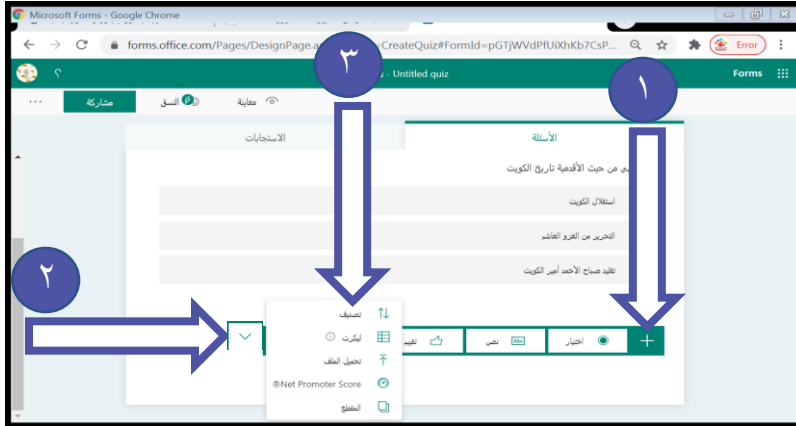 Microsoft Forms - Google Chrome
forms.office.com/Pages/DesignPage.a
=CreateQuiz#FormId=pGTjWVdPfUiXhKb7CsP...
Error
- Untitled quiz
Forms
؟
معاينة
النسق
مشاركة
...
١
٢
٣
الأسئلة
الاستجابات
من حيث الأقدمية تاريخ الكويت
استقلال الكويت
التحرير من الغزو الغاشم
تقليد صباح الأحمد أمير الكويت
+
اختيار
Abc
نص
تقييم
تصنيف
ليكرت
تحميل الملف
Net Promoter Score®
المقطع